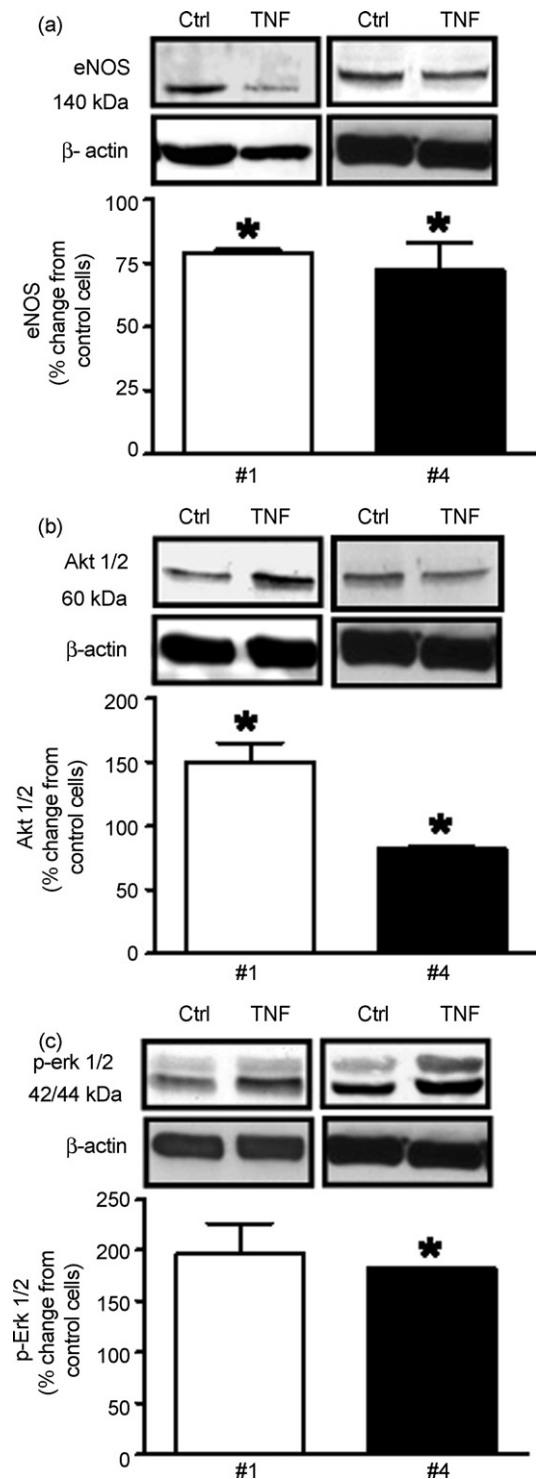 (a)
Ctrl TNF Ctrl TNF
eNOS
140 kDa
β- actin
eNOS
(% change from
control cells)
100
75
50
25
0
*
*
#1 #4
(b)
Ctrl TNF Ctrl TNF
Akt 1/2
60 kDa
β-actin
Akt 1/2
(% change from
control cells)
200
150
100
50
0
*
*
#1 #4
(c)
Ctrl TNF Ctrl TNF
p-erk 1/2
42/44 kDa
β-actin
p-Erk 1/2
(% change from
control cells)
250
200
150
100
50
0
*
#1 #4